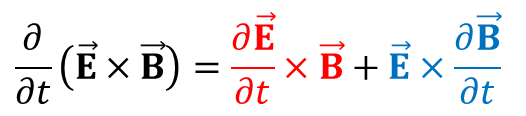 ∂/∂t (E⃗ × B⃗) = ∂E⃗/∂t × B⃗ + E⃗ × ∂B⃗/∂t